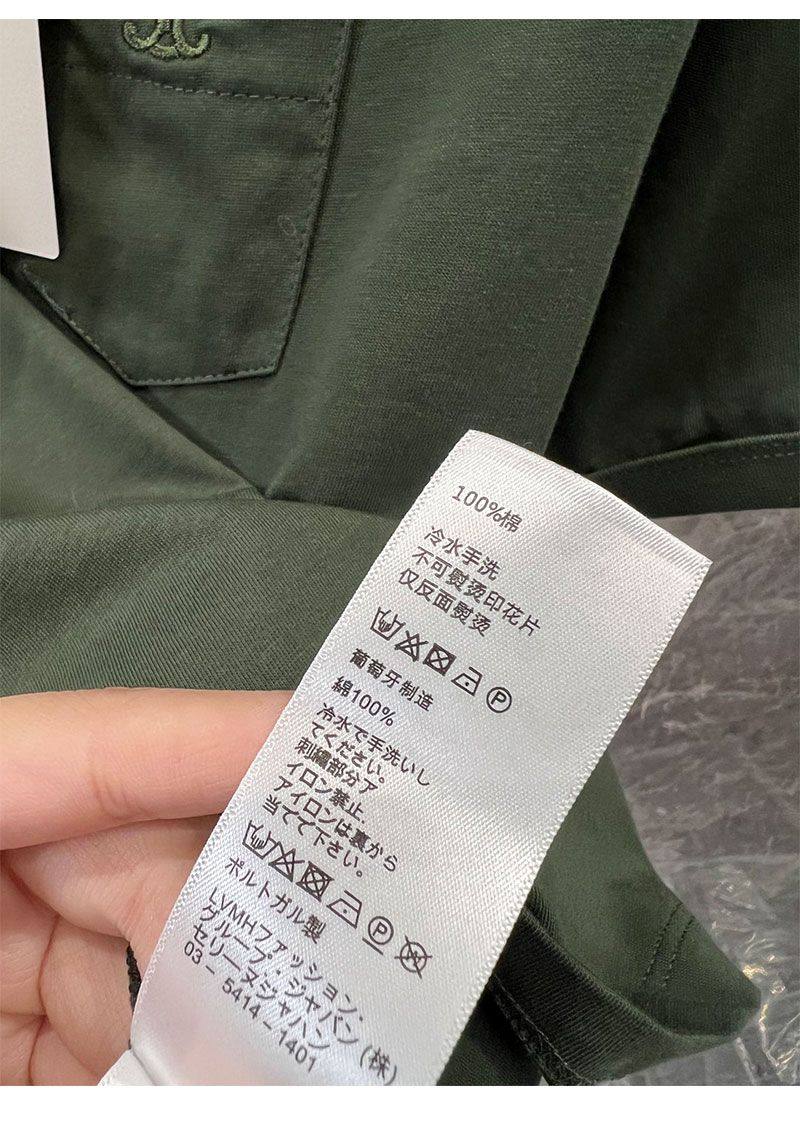 100%棉
冷水手洗
不可熨烫印花片
仅反面熨烫
葡萄牙制造
綿100%
冷水で手洗いし
てください。
刺繡部分ア
イロン禁止
アイロンは裏から
当てて下さい。
ポルトガル製
LVMHファッション・
グループ・ジャパン
セリーヌジャパン(株)
03-5414-1401